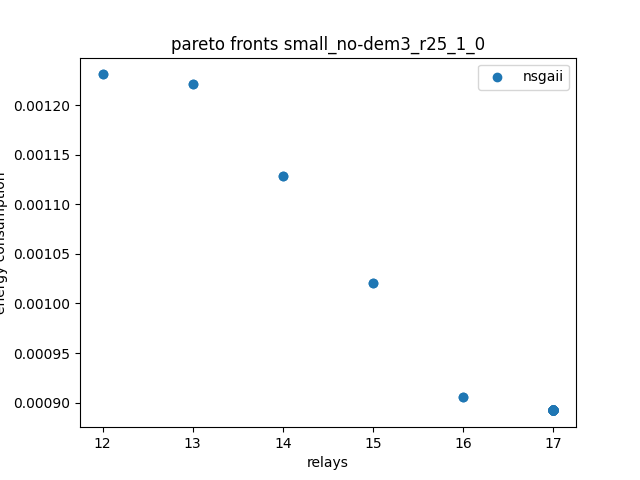 pareto fronts small_no-dem3_r25_1_0
nsgaii
0.00120
0.00115
0.00110
0.00105
0.00100
0.00095
0.00090
energy consumption
12 13 14 15 16 17
relays